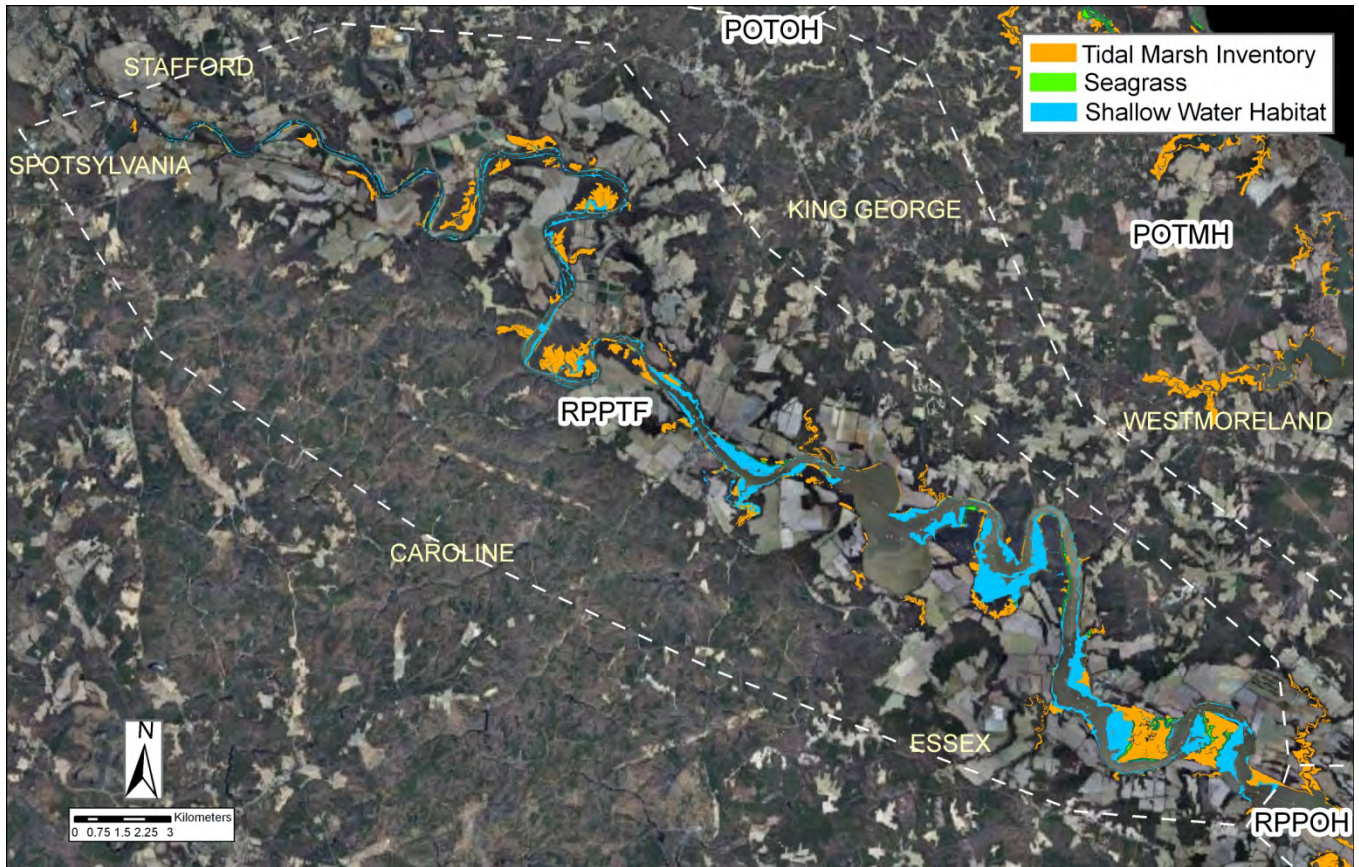 POTOH
Tidal Marsh Inventory
Seagrass
Shallow Water Habitat
STAFFORD
SPOTSYLVANIA
KING GEORGE
POTMH
RPPTF
WESTMORELAND
CAROLINE
ESSEX
N
Kilometers
0 0.75 1.5 2.25 3
RPPOH